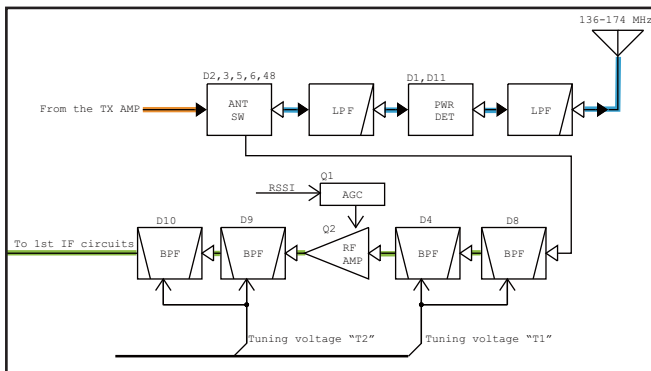 136-174 MHz
D2,3,5,6,48
D1,D11
From the TX AMP
ANT
SW
LPF
PWR
DET
LPF
Q1
RSSI
AGC
D10
D9
Q2
D4
D8
To 1st IF circuits
BPF
BPF
RF
AMP
BPF
BPF
Tuning voltage “T2”
Tuning voltage “T1”